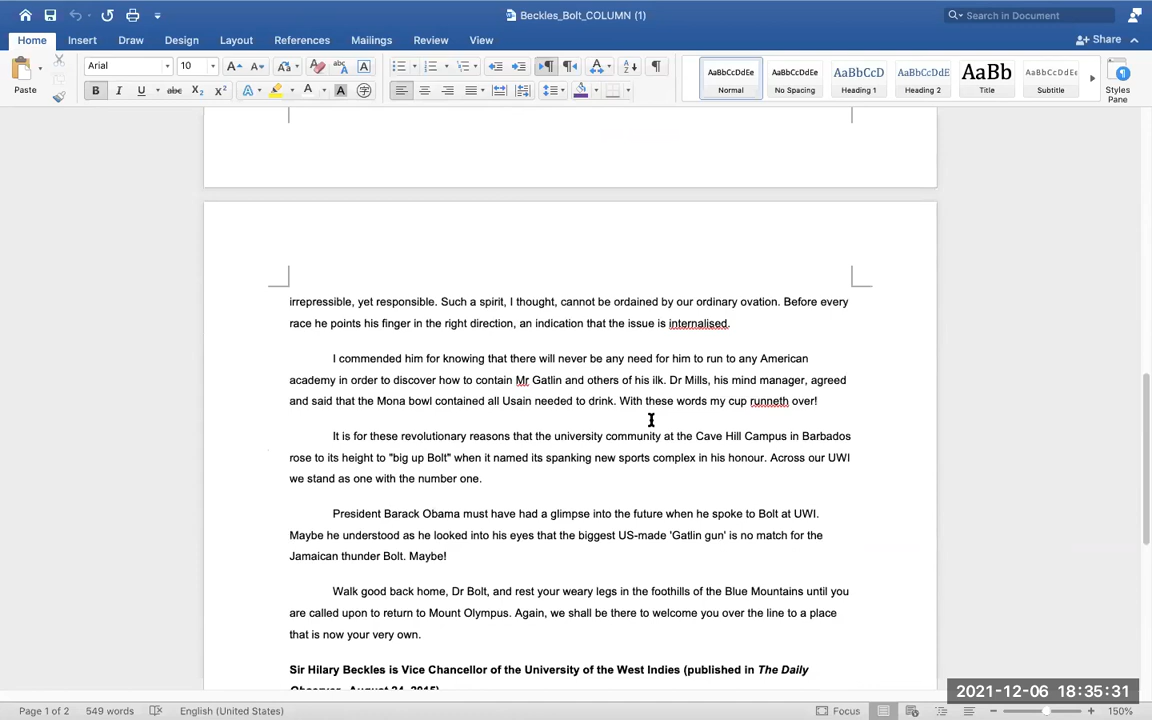 Beckles_Bolt_COLUMN (1)
Search in Document
Home Insert Draw Design Layout References Mailings Review View
Share
Paste
Arial 10
AaBbCcDdEe AaBbCcDdEe AaBbCcD AaBbCcDdE AaBb AaBbCcDdEe
Normal No Spacing Heading 1 Heading 2 Title Subtitle
Styles
Pane
irrepressible, yet responsible. Such a spirit, I thought, cannot be ordained by our ordinary ovation. Before every
race he points his finger in the right direction, an indication that the issue is internalised.
I commended him for knowing that there will never be any need for him to run to any American
academy in order to discover how to contain Mr Gatlin and others of his ilk. Dr Mills, his mind manager, agreed
and said that the Mona bowl contained all Usain needed to drink. With these words my cup runneth over!
It is for these revolutionary reasons that the university community at the Cave Hill Campus in Barbados
rose to its height to "big up Bolt" when it named its spanking new sports complex in his honour. Across our UWI
we stand as one with the number one.
President Barack Obama must have had a glimpse into the future when he spoke to Bolt at UWI.
Maybe he understood as he looked into his eyes that the biggest US-made 'Gatlin gun' is no match for the
Jamaican thunder Bolt. Maybe!
Walk good back home, Dr Bolt, and rest your weary legs in the foothills of the Blue Mountains until you
are called upon to return to Mount Olympus. Again, we shall be there to welcome you over the line to a place
that is now your very own.
Sir Hilary Beckles is Vice Chancellor of the University of the West Indies (published in The Daily
Observer, August 24, 2015)
2021-12-06 18:35:31
Page 1 of 2 549 words English (United States) Focus 150%